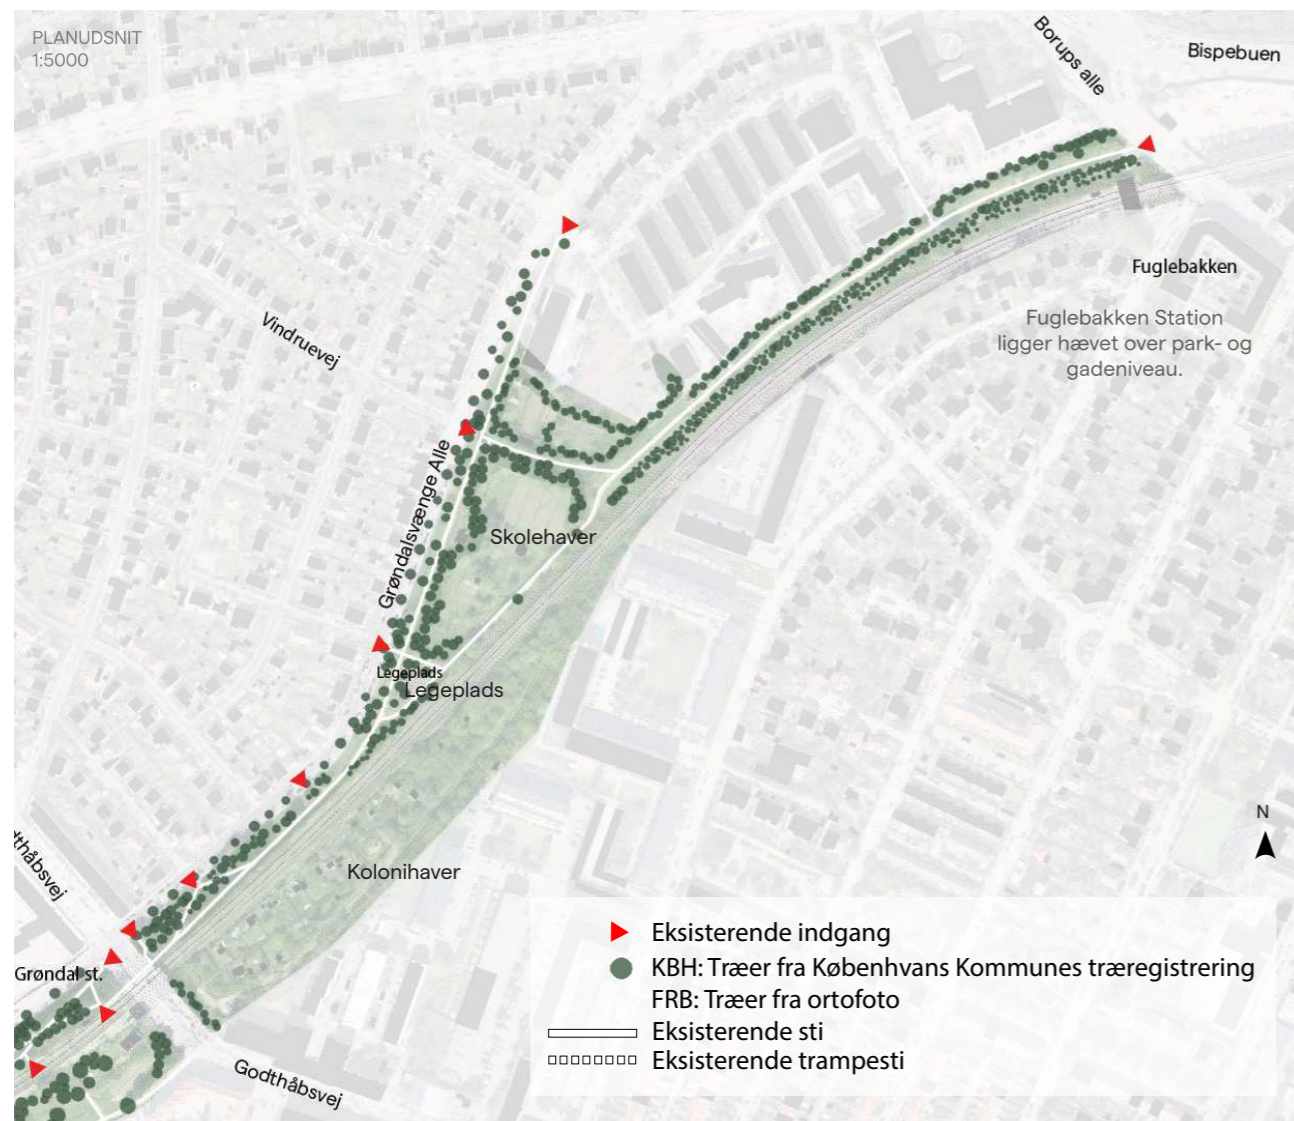 PLANUDSNIT
1:5000
Borups alle
Bispebuen
Fuglebakken
Fuglebakken Station
ligger hævet over park- og
gadeniveau.
Vindruevej
Grøndalsvænge Alle
Skolehaver
Legeplads
Legeplads
Kolonihaver
dthåbsvej
Grøndal st.
Godthåbsvej
N
Eksisterende indgang
KBH: Træer fra Københvans Kommunes træregistrering
FRB: Træer fra ortofoto
Eksisterende sti
Eksisterende trampesti